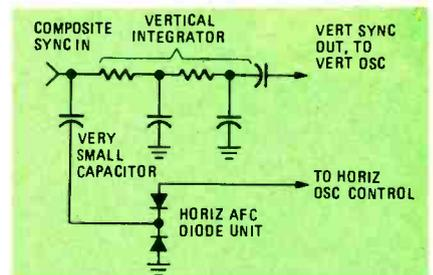 COMPOSITE
SYNC IN
VERTICAL
INTEGRATOR
VERT SYNC
OUT, TO
VERT OSC
VERY
SMALL
CAPACITOR
TO HORIZ
OSC CONTROL
HORIZ AFC
DIODE UNIT